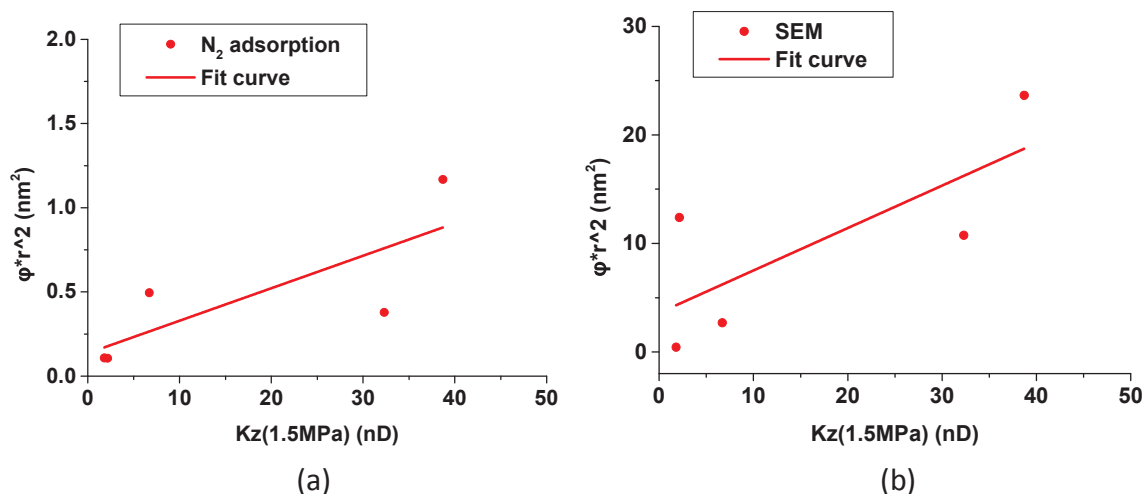 2.0
1.5
1.0
0.5
0.0
φ*r^2 (nm²)
N₂ adsorption
Fit curve
0 10 20 30 40 50
Kz(1.5MPa) (nD)
(a)
30
20
10
0
φ*r^2 (nm²)
SEM
Fit curve
0 10 20 30 40 50
Kz(1.5MPa) (nD)
(b)